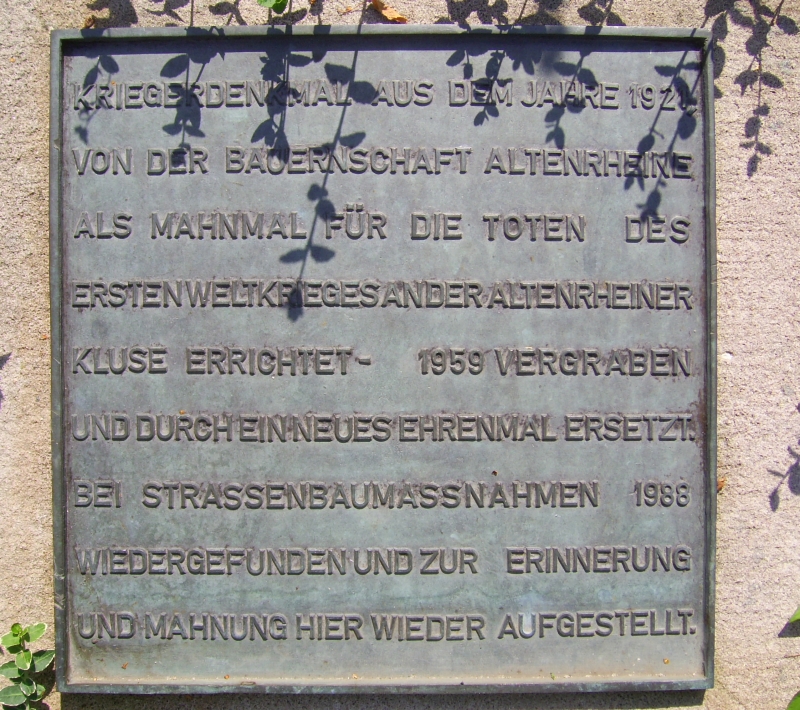 KRIEGERDENKMAL AUS DEM JAHRE 1921,
VON DER BAUERNSCHAFT ALTENRHEINE
ALS MAHNMAL FÜR DIE TOTEN DES
ERSTEN WELTKRIEGES AN DER ALTENRHEINER
KLUSE ERRICHTET - 1959 VERGRABEN
UND DURCH EIN NEUES EHRENMAL ERSETZT.
BEI STRASSENBAUMASSNAHMEN 1988
WIEDERGEFUNDEN UND ZUR ERINNERUNG
UND MAHNUNG HIER WIEDER AUFGESTELLT.